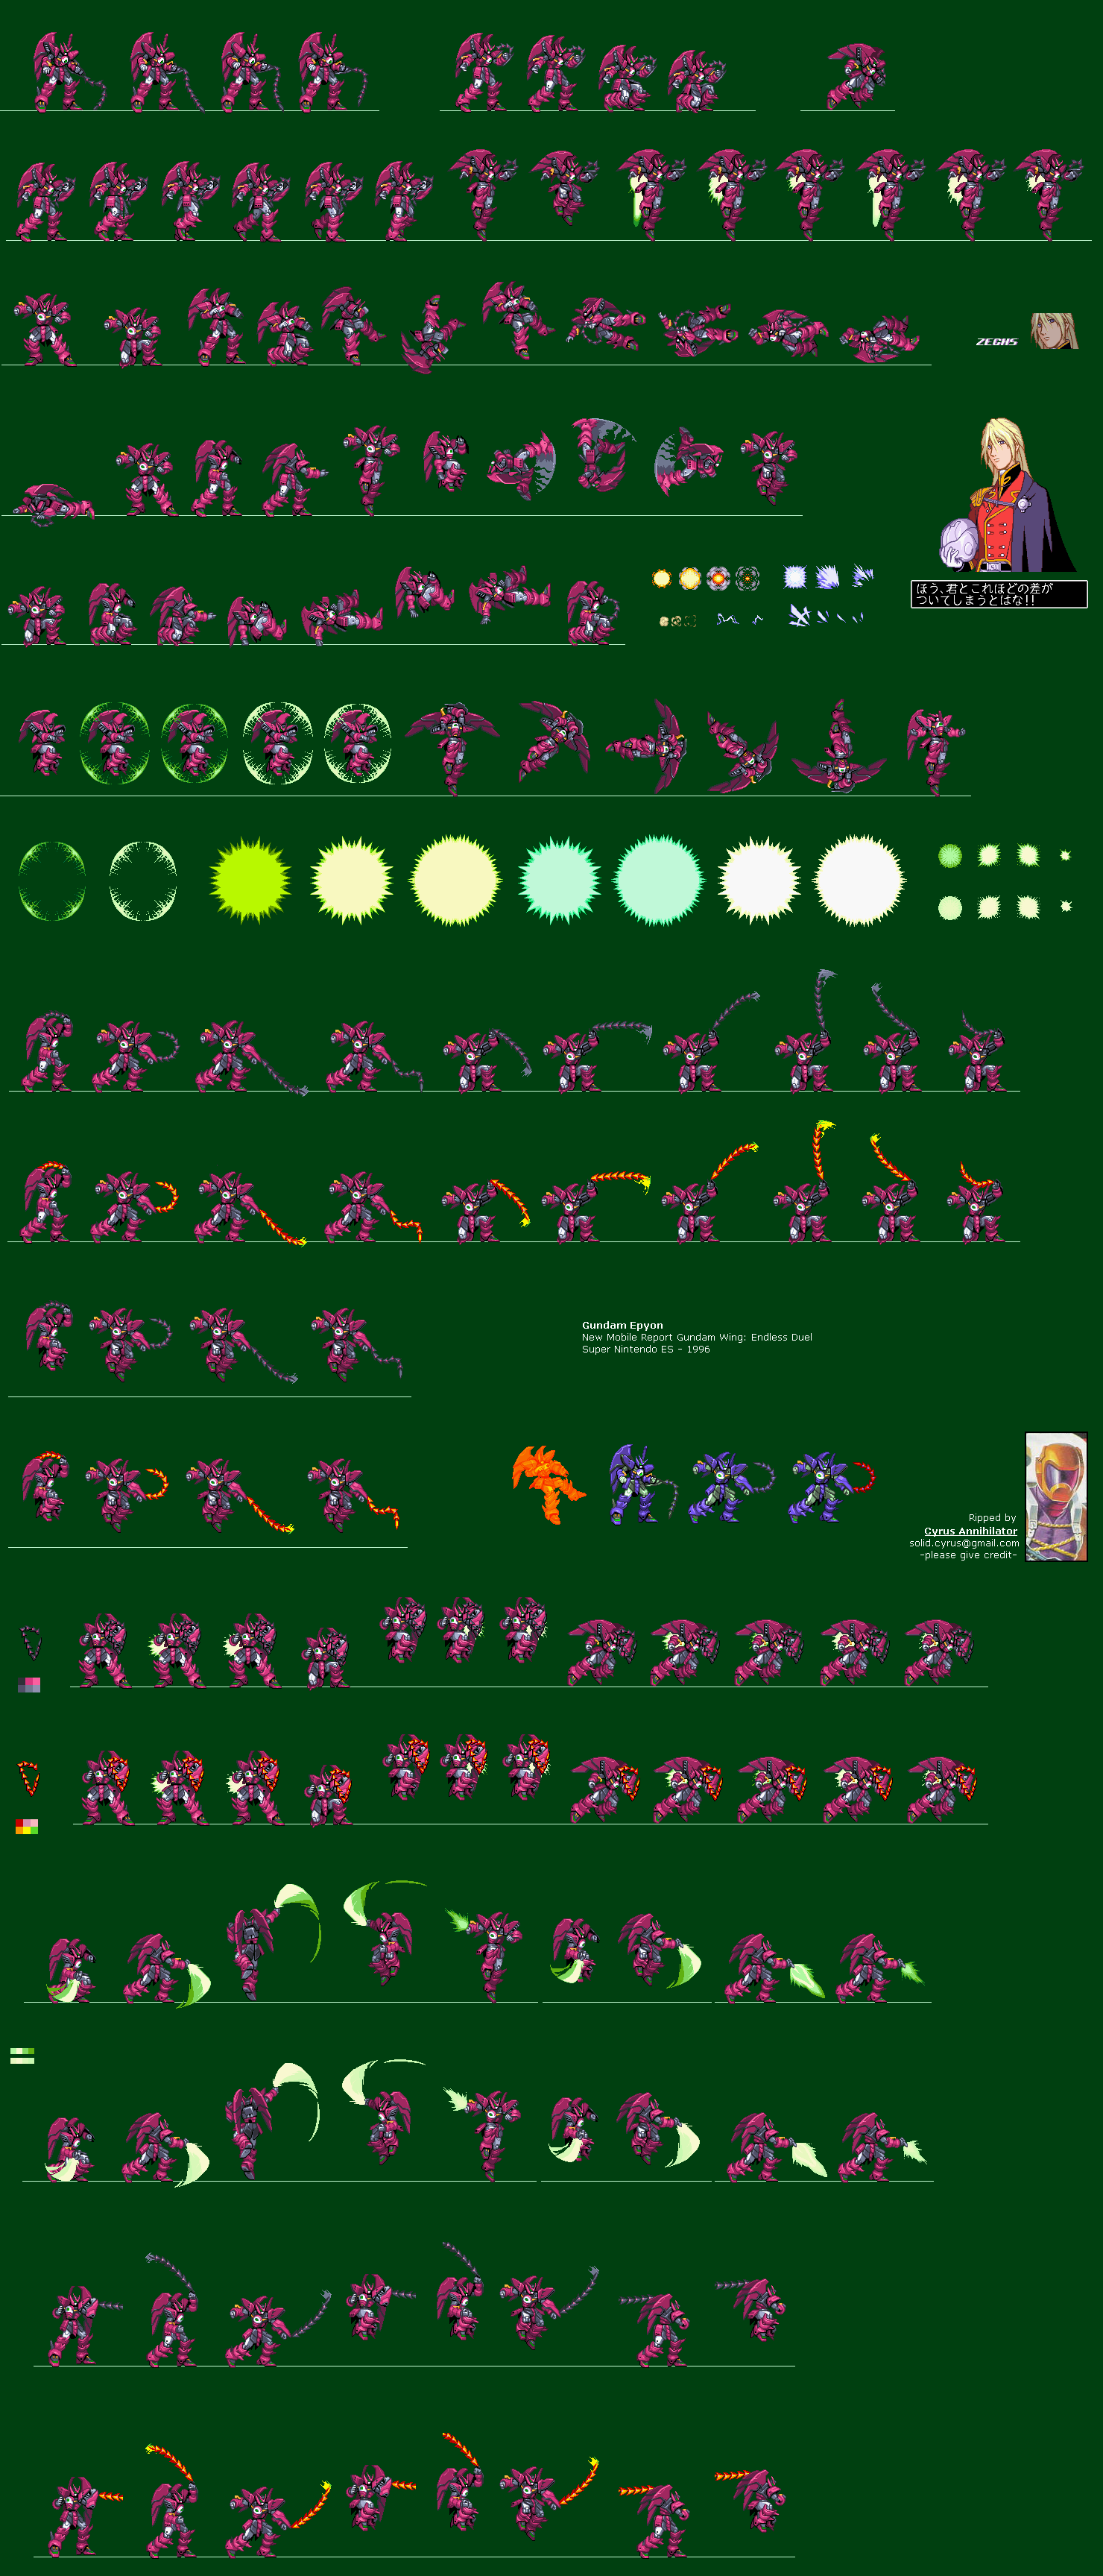 ZECHS
ほう、君とこれほどの差が
ついてしまうとはな!!
Gundam Epyon
New Mobile Report Gundam Wing: Endless Duel
Super Nintendo ES - 1996
Ripped by
Cyrus Annihilator
solid.cyrus@gmail.com
-please give credit-